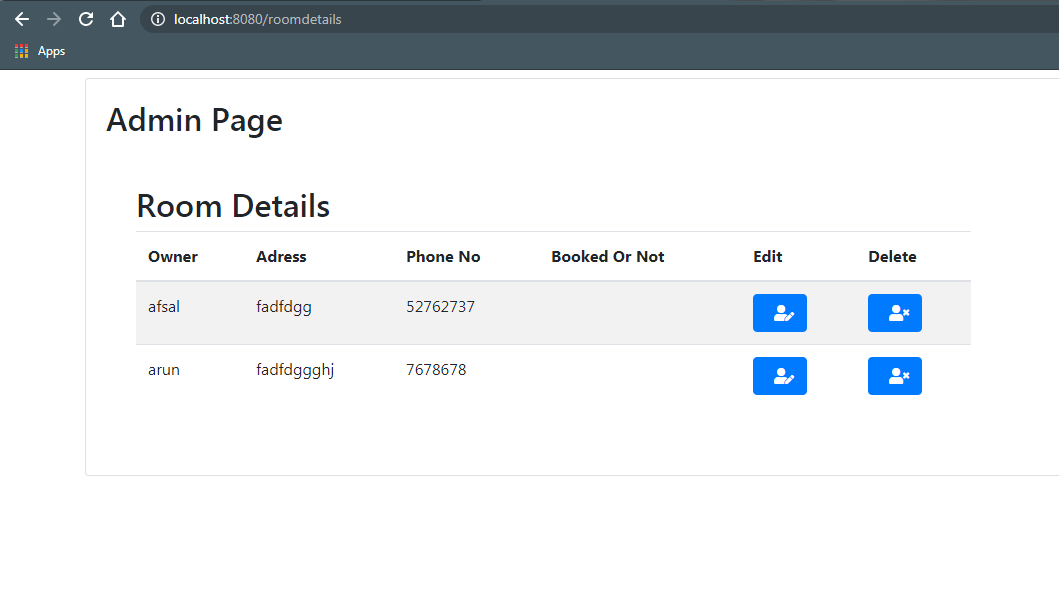 localhost:8080/roomdetails
Apps
Admin Page
Room Details
Owner Adress Phone No Booked Or Not Edit Delete
afsal fadfdgg 52762737
arun fadfdggghj 7678678